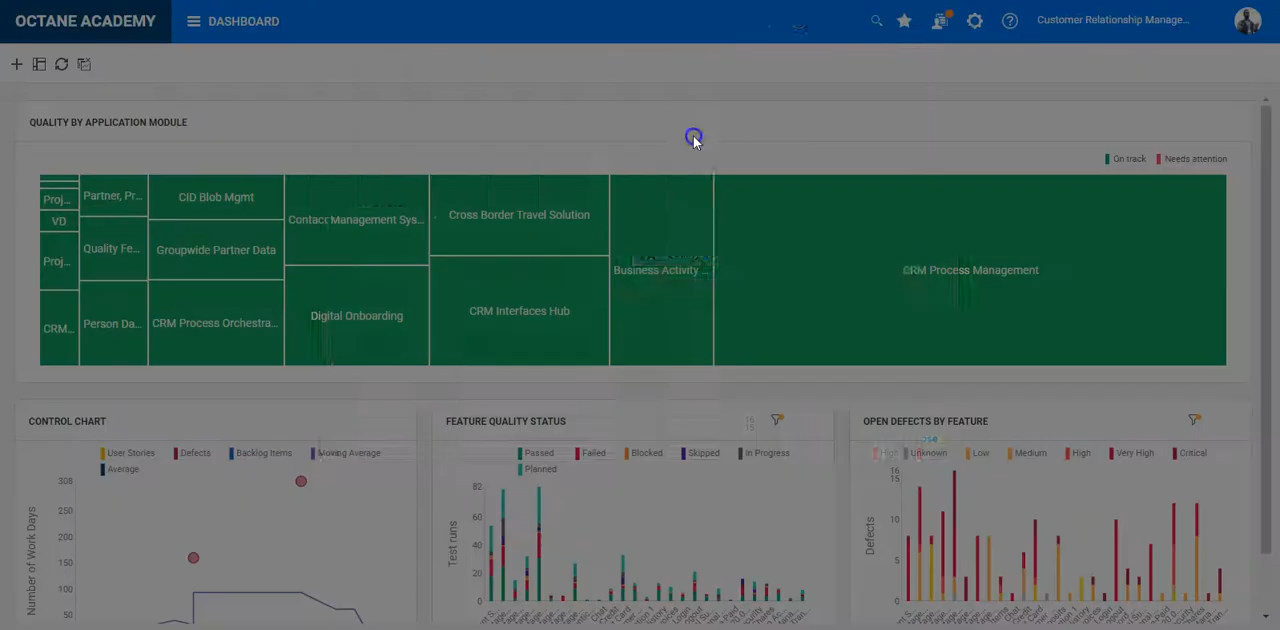 OCTANE ACADEMY
DASHBOARD
Customer Relationship Manage...
QUALITY BY APPLICATION MODULE
On track
Needs attention
Proj...
VD
Proj...
CRM...
Partner, Pr...
Quality Fe...
Person Da...
CID Blob Mgmt
Groupwide Partner Data
CRM Process Orchestra...
Contact Management Sys...
Digital Onboarding
Cross Border Travel Solution
CRM Interfaces Hub
Business Activity
CRM Process Management
CONTROL CHART
User Stories
Defects
Backlog Items
Moving Average
Average
Number of Work Days
308
250
200
150
100
50
FEATURE QUALITY STATUS
16
15
Passed
Failed
Blocked
Skipped
In Progress
Planned
Test runs
82
60
40
20
0
OPEN DEFECTS BY FEATURE
High
Unknown
Low
Medium
High
Very High
Critical
Defects
16
15
10
5
0